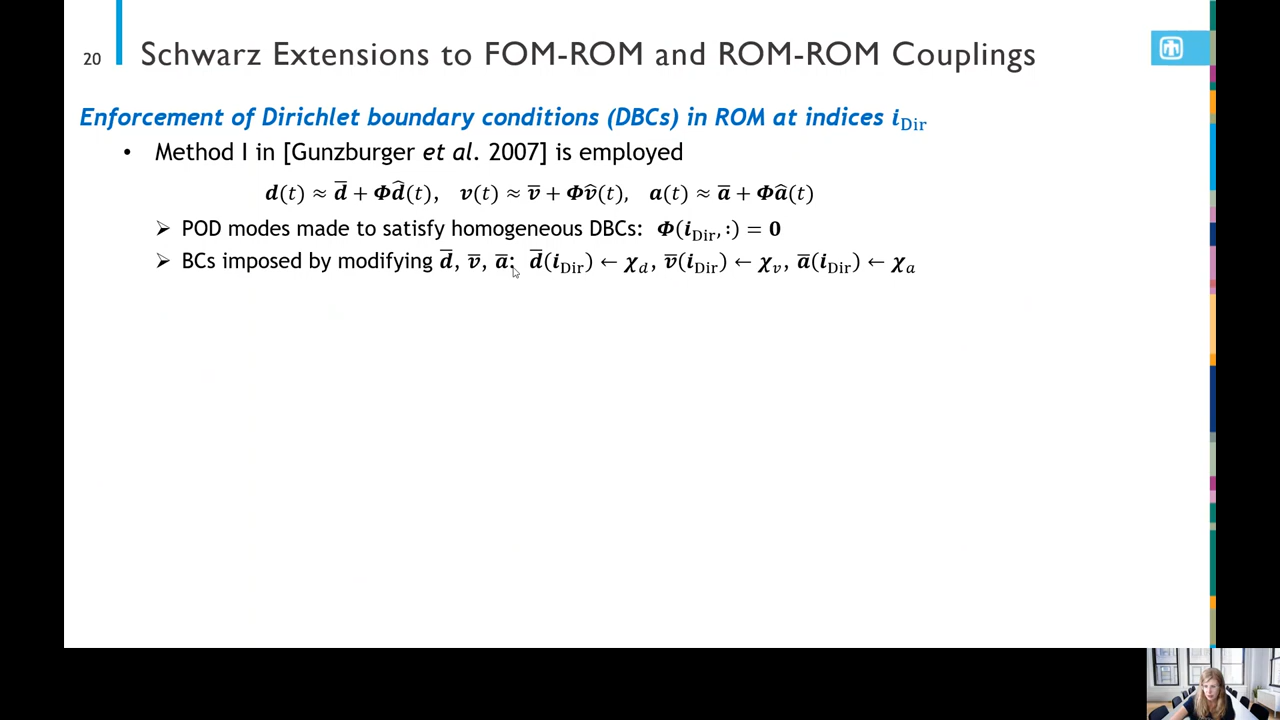 20
Schwarz Extensions to FOM-ROM and ROM-ROM Couplings
Enforcement of Dirichlet boundary conditions (DBCs) in ROM at indices 𝒊_Dir
• Method I in [Gunzburger et al. 2007] is employed
𝒅(t) ≈ 𝒅̅ + 𝜱𝒅̂(t), 𝒗(t) ≈ 𝒗̅ + 𝜱𝒗̂(t), 𝒂(t) ≈ 𝒂̅ + 𝜱𝒂̂(t)
➢ POD modes made to satisfy homogeneous DBCs: 𝜱(𝒊_Dir, :) = 𝟎
➢ BCs imposed by modifying 𝒅̅, 𝒗̅, 𝒂̅: 𝒅̅(𝒊_Dir) ← 𝝌_d, 𝒗̅(𝒊_Dir) ← 𝝌_v, 𝒂̅(𝒊_Dir) ← 𝝌_a